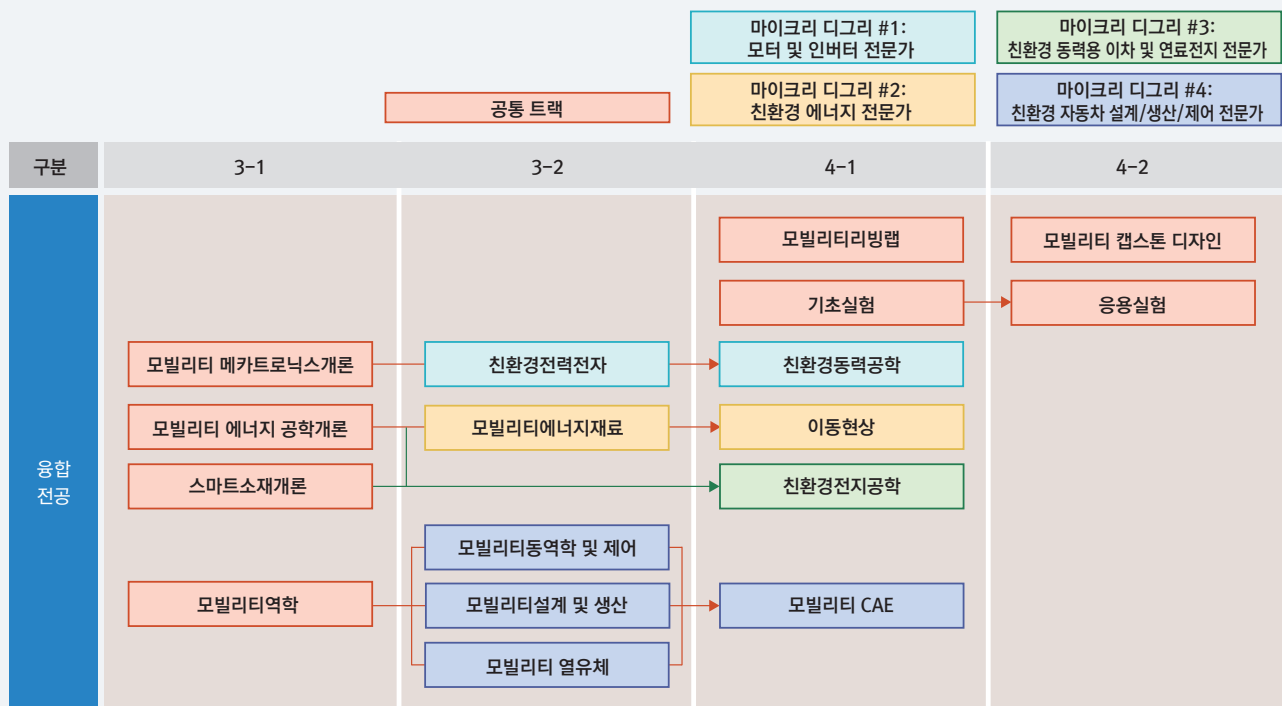 마이크리 디그리 #1:
모터 및 인버터 전문가
마이크리 디그리 #3:
친환경 동력용 이차 및 연료전지 전문가
공통 트랙
마이크리 디그리 #2:
친환경 에너지 전문가
마이크리 디그리 #4:
친환경 자동차 설계/생산/제어 전문가
구분
3-1
3-2
4-1
4-2
융합
전공
모빌리티리빙랩
모빌리티 캡스톤 디자인
기초실험
응용실험
모빌리티 메카트로닉스개론
친환경전력전자
친환경동력공학
모빌리티 에너지 공학개론
모빌리티에너지재료
이동현상
스마트소재개론
친환경전지공학
모빌리티동역학 및 제어
모빌리티역학
모빌리티설계 및 생산
모빌리티 CAE
모빌리티 열유체